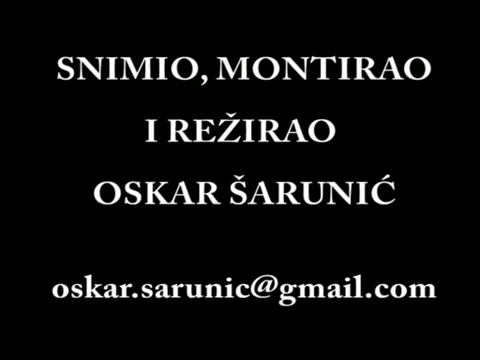 SNIMIO, MONTIRAO
I REŽIRAO
OSKAR ŠARUNIĆ
oskar.sarunic@gmail.com